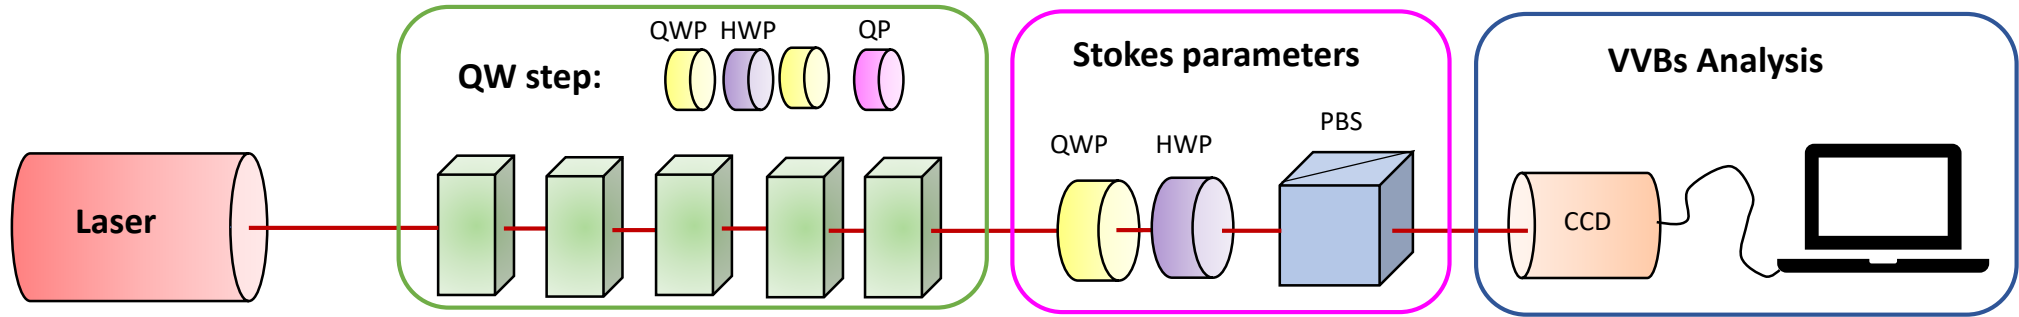 Laser
QW step:
QWP HWP QP
Stokes parameters
QWP HWP PBS
VVBs Analysis
CCD